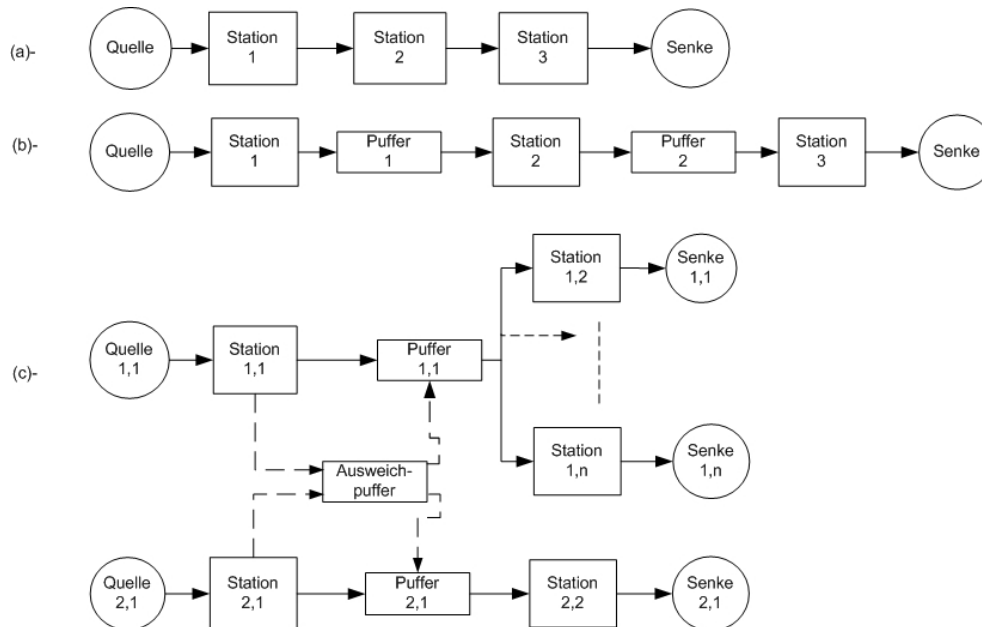 (a)-
Quelle
Station
1
Station
2
Station
3
Senke
(b)-
Quelle
Station
1
Puffer
1
Station
2
Puffer
2
Station
3
Senke
(c)-
Quelle
1,1
Station
1,1
Puffer
1,1
Station
1,2
Senke
1,1
Station
1,n
Senke
1,n
Ausweich-
puffer
Quelle
2,1
Station
2,1
Puffer
2,1
Station
2,2
Senke
2,1